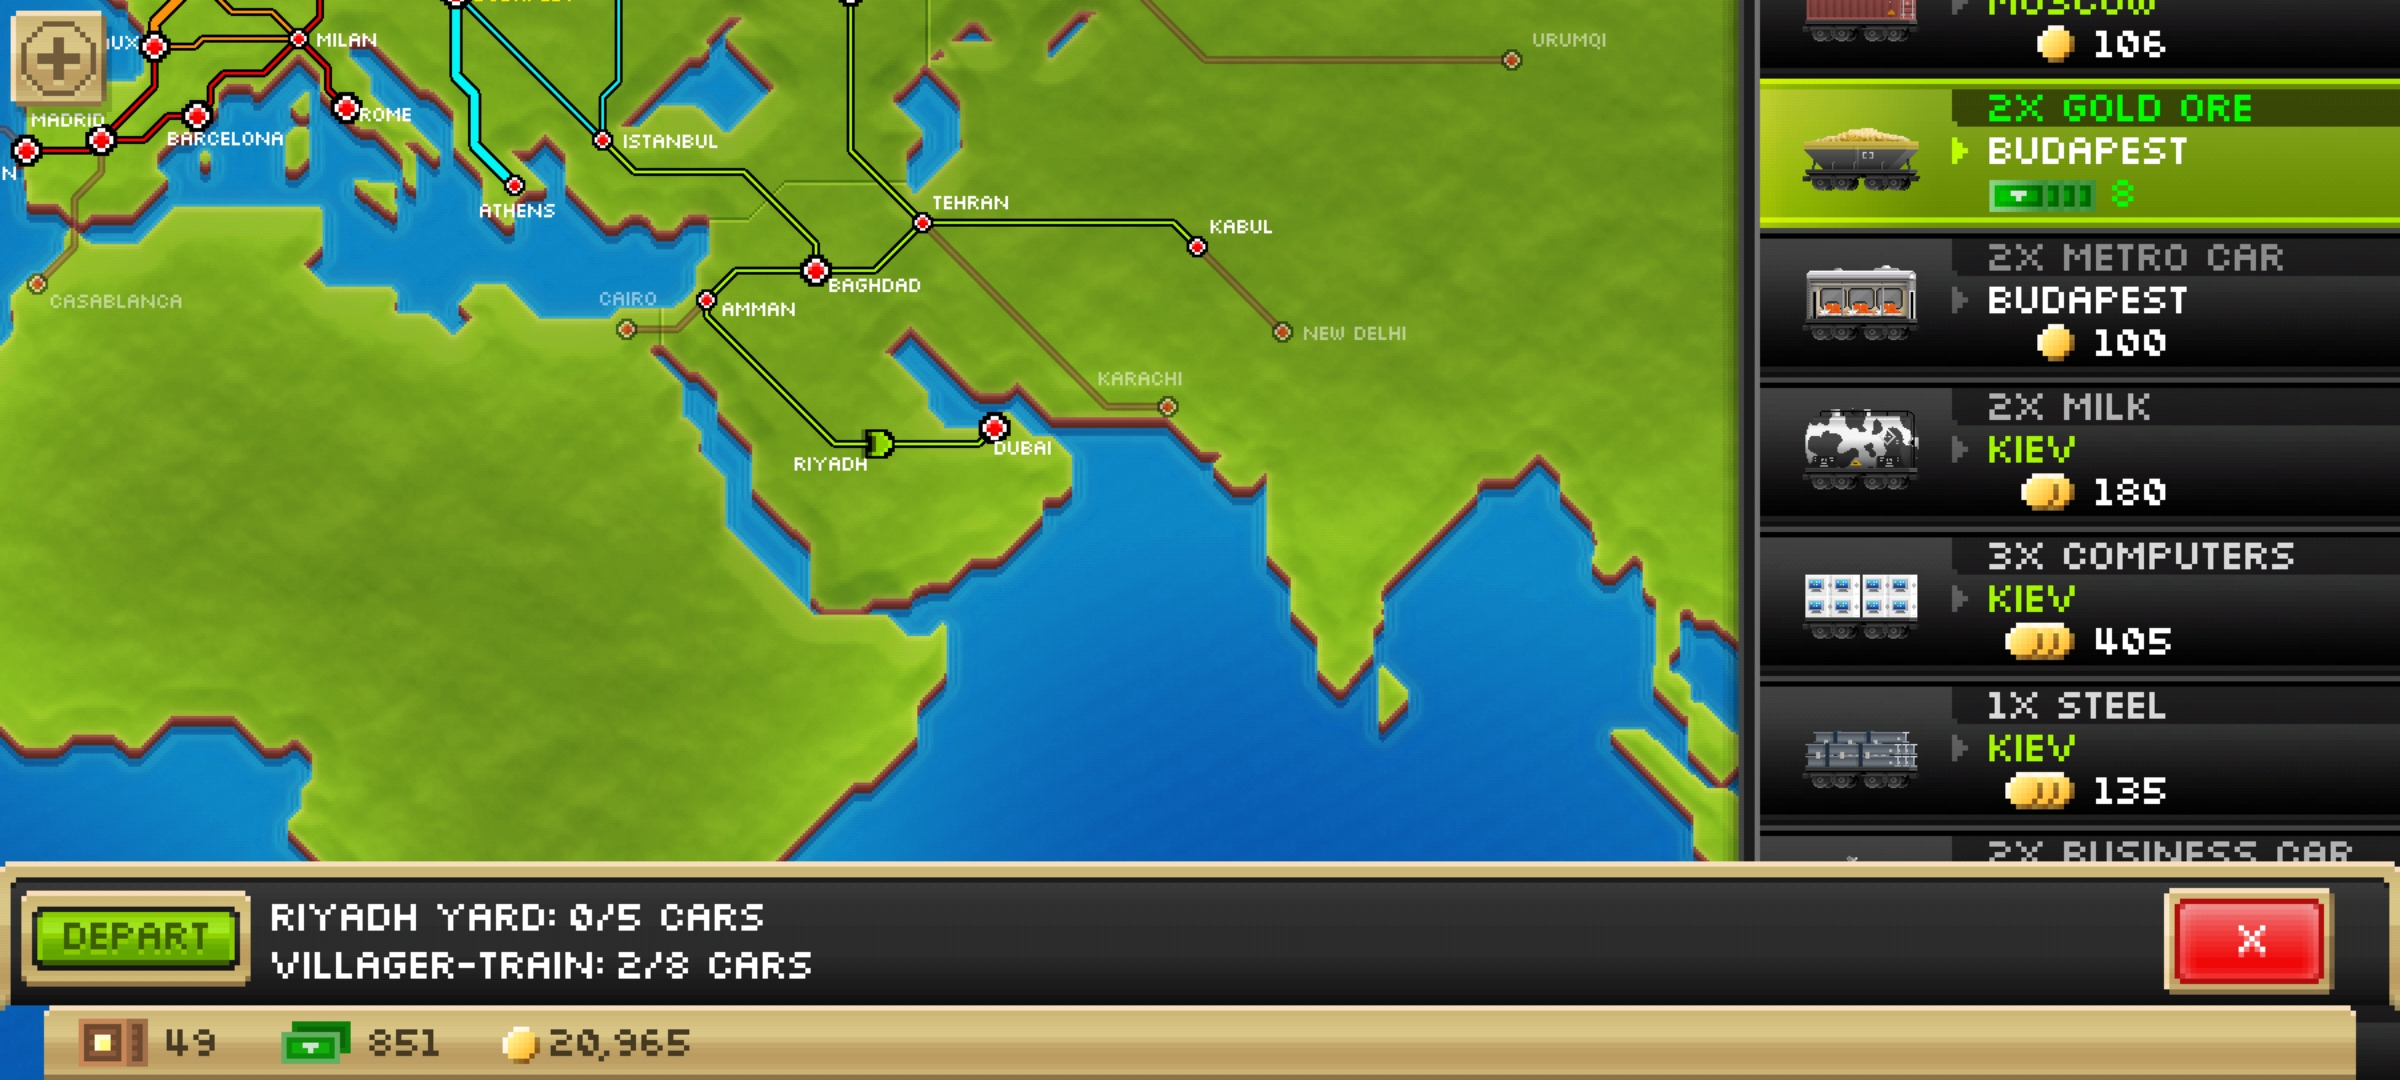 MILAN
ROME
MADRID
BARCELONA
N
ISTANBUL
ATHENS
URUMQI
TEHRAN
KABUL
CASABLANCA
CAIRO
BAGHDAD
AMMAN
NEW DELHI
KARACHI
RIYADH
DUBAI
MOSCOW
106
2X GOLD ORE
BUDAPEST
8
2X METRO CAR
BUDAPEST
100
2X MILK
KIEV
180
3X COMPUTERS
KIEV
405
1X STEEL
KIEV
135
2X BUSINESS CAR
DEPART
RIYADH YARD: 0/5 CARS
VILLAGER-TRAIN: 2/8 CARS
X
49
851
20,965